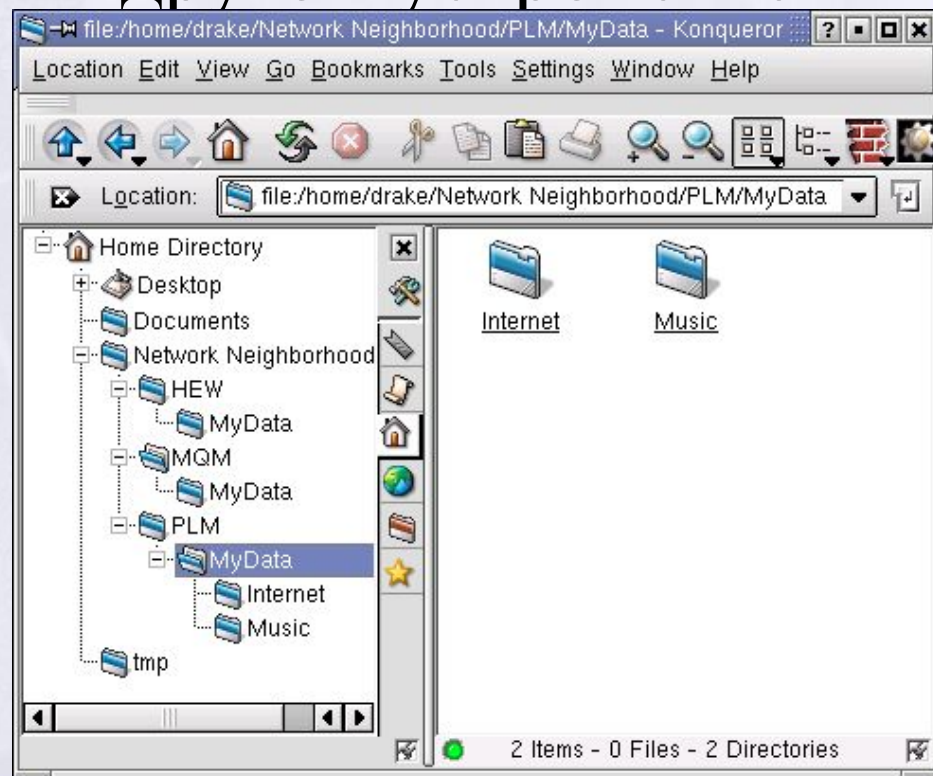 file:/home/drake/Network Neighborhood/PLM/MyData - Konqueror
Location Edit View Go Bookmarks Tools Settings Window Help
Location: file:/home/drake/Network Neighborhood/PLM/MyData
Home Directory
Desktop
Documents
Network Neighborhood
HEW
MyData
MQM
MyData
PLM
MyData
Internet
Music
tmp
Internet
Music
2 Items - 0 Files - 2 Directories